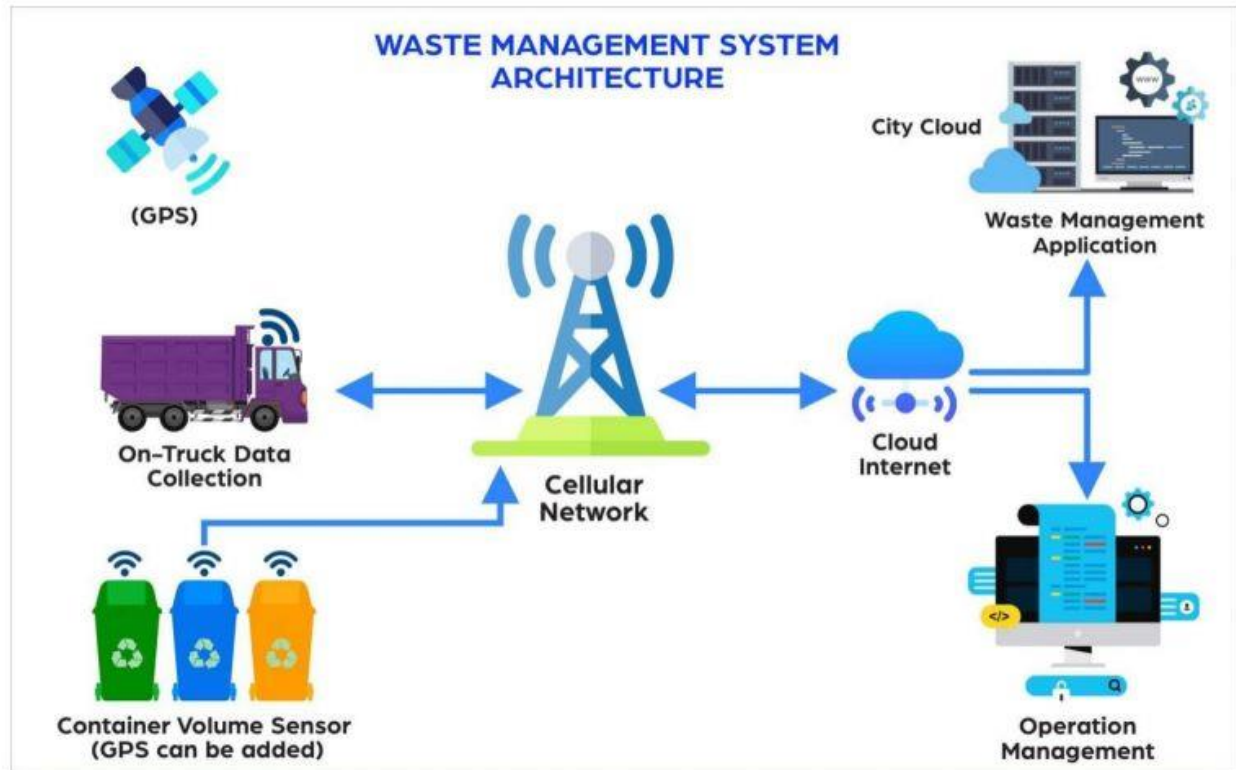 WASTE MANAGEMENT SYSTEM
ARCHITECTURE
(GPS)
City Cloud
WWW
Waste Management
Application
On-Truck Data
Collection
Cellular
Network
Cloud
Internet
Container Volume Sensor
(GPS can be added)
</>
Operation
Management